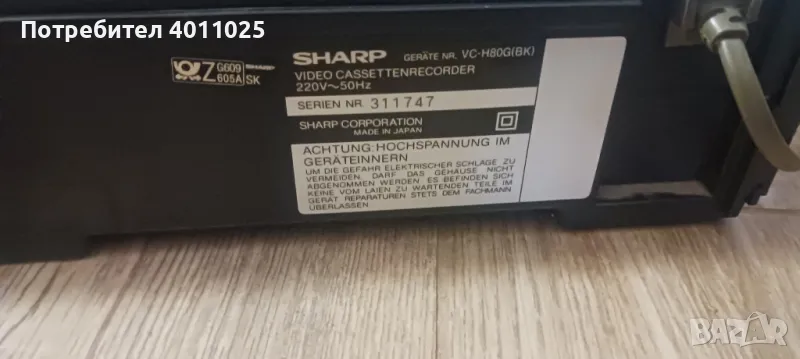 Потребител 4011025
SHARP GERÄTE NR. VC-H80G(BK)
VIDEO CASSETTENRECORDER
220V~50Hz
SERIEN NR. 311747
SHARP CORPORATION
MADE IN JAPAN
ACHTUNG: HOCHSPANNUNG IM
GERÄTEINNERN
UM DIE GEFAHR ELEKTRISCHER SCHLÄGE ZU
VERMEIDEN, DARF DAS GEHÄUSE NICHT
ABGENOMMEN WERDEN ES BEFINDEN SICH
KEINE VOM LAIEN ZU WARTENDEN TEILE IM
GERÄT REPARATUREN STETS DEM FACHMANN
ÜBERLASSEN
Z G609 SHARP
605A SK
BAZAR